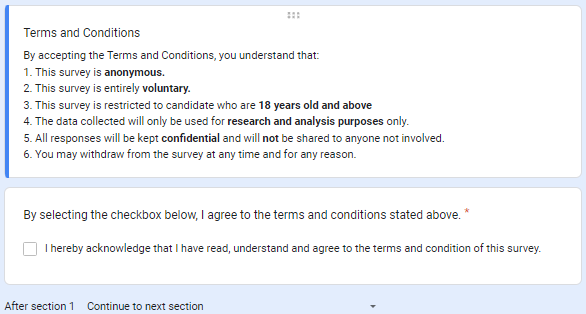 Terms and Conditions
By accepting the Terms and Conditions, you understand that:
1. This survey is anonymous.
2. This survey is entirely voluntary.
3. This survey is restricted to candidate who are 18 years old and above
4. The data collected will only be used for research and analysis purposes only.
5. All responses will be kept confidential and will not be shared to anyone not involved.
6. You may withdraw from the survey at any time and for any reason.
By selecting the checkbox below, I agree to the terms and conditions stated above. *
I hereby acknowledge that I have read, understand and agree to the terms and condition of this survey.
After section 1 Continue to next section